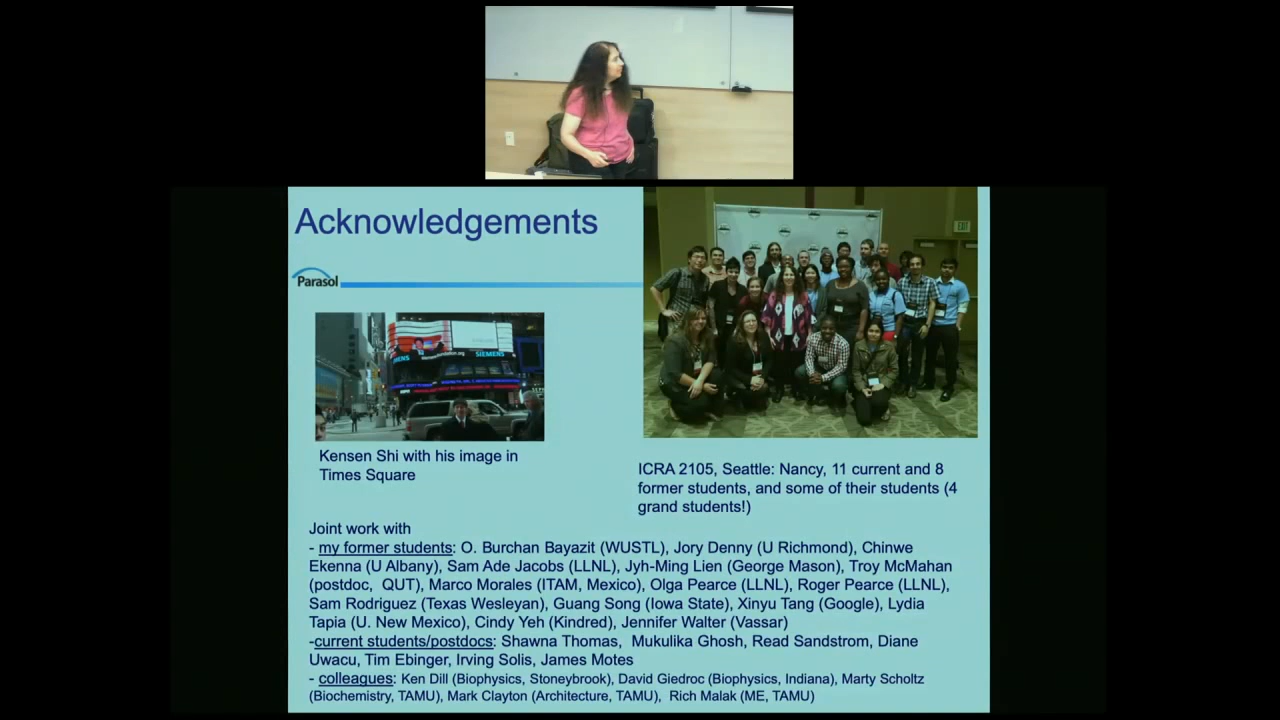 Acknowledgements
Parasol
SIEMENS
EXIT
Kensen Shi with his image in
Times Square
ICRA 2105, Seattle: Nancy, 11 current and 8
former students, and some of their students (4
grand students!)
Joint work with
- my former students: O. Burchan Bayazit (WUSTL), Jory Denny (U Richmond), Chinwe
Ekenna (U Albany), Sam Ade Jacobs (LLNL), Jyh-Ming Lien (George Mason), Troy McMahan
(postdoc, QUT), Marco Morales (ITAM, Mexico), Olga Pearce (LLNL), Roger Pearce (LLNL),
Sam Rodriguez (Texas Wesleyan), Guang Song (Iowa State), Xinyu Tang (Google), Lydia
Tapia (U. New Mexico), Cindy Yeh (Kindred), Jennifer Walter (Vassar)
-current students/postdocs: Shawna Thomas, Mukulika Ghosh, Read Sandstrom, Diane
Uwacu, Tim Ebinger, Irving Solis, James Motes
- colleagues: Ken Dill (Biophysics, Stoneybrook), David Giedroc (Biophysics, Indiana), Marty Scholtz
(Biochemistry, TAMU), Mark Clayton (Architecture, TAMU), Rich Malak (ME, TAMU)